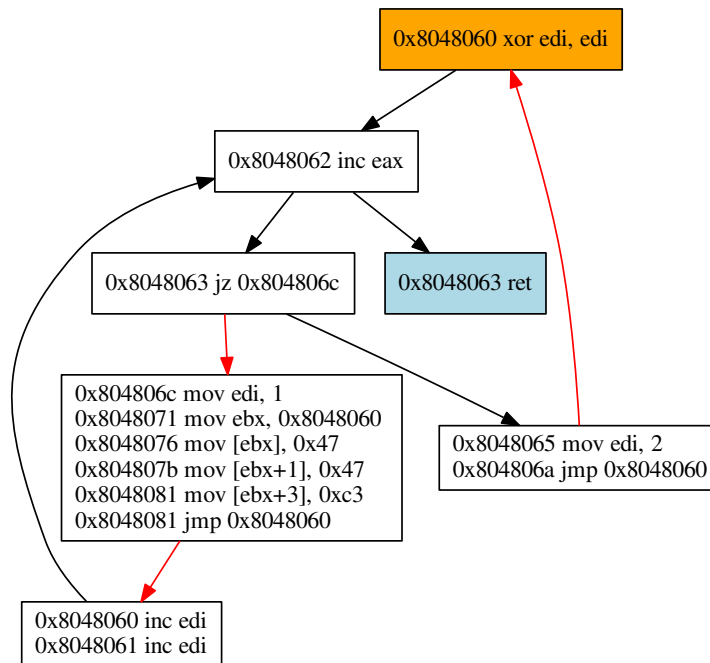 0x8048060 xor edi, edi
0x8048062 inc eax
0x8048063 jz 0x804806c
0x8048063 ret
0x804806c mov edi, 1
0x8048071 mov ebx, 0x8048060
0x8048076 mov [ebx], 0x47
0x804807b mov [ebx+1], 0x47
0x8048081 mov [ebx+3], 0xc3
0x8048081 jmp 0x8048060
0x8048065 mov edi, 2
0x804806a jmp 0x8048060
0x8048060 inc edi
0x8048061 inc edi